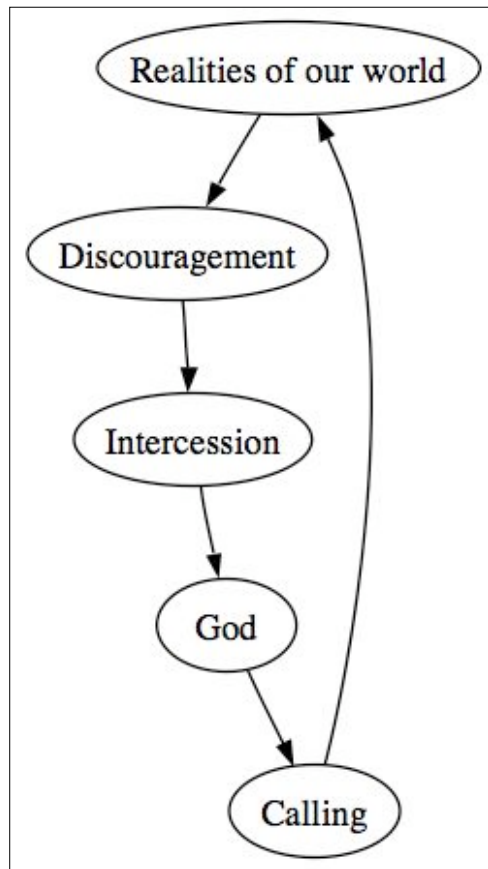 Realities of our world
Discouragement
Intercession
God
Calling